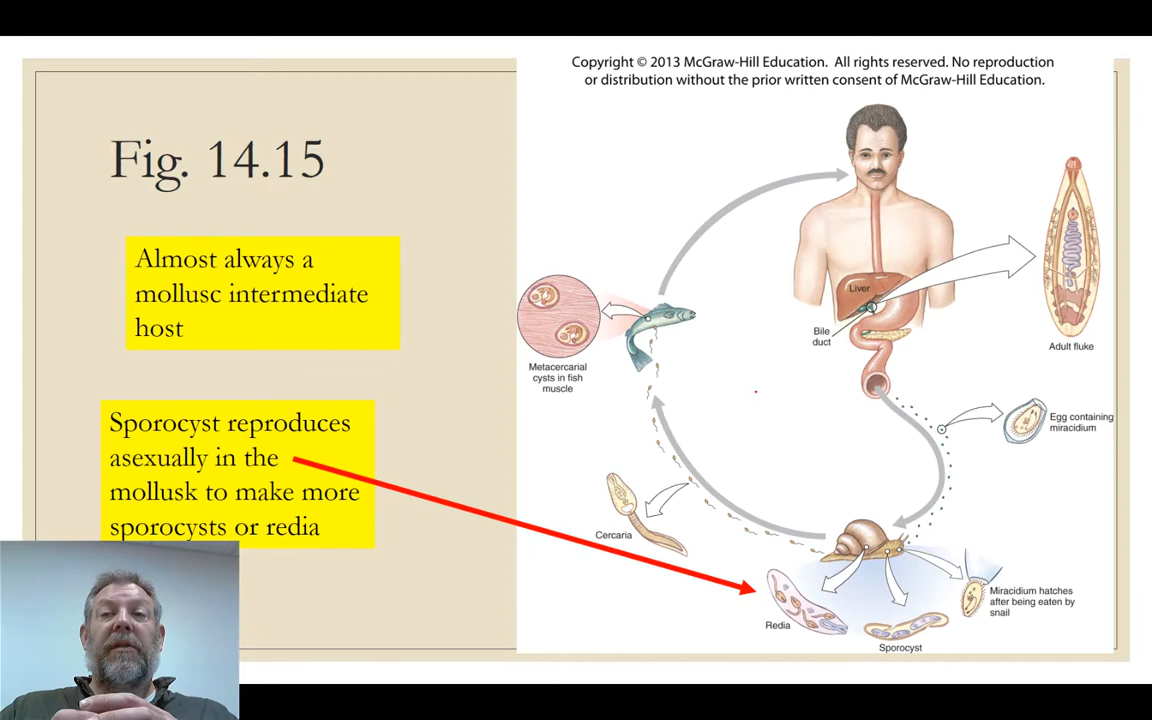 Copyright © 2013 McGraw-Hill Education. All rights reserved. No reproduction
or distribution without the prior written consent of McGraw-Hill Education.
Fig. 14.15
Almost always a
mollusc intermediate
host
Sporocyst reproduces
asexually in the
mollusk to make more
sporocysts or redia
Liver
Bile
duct
Adult fluke
Metacercarial
cysts in fish
muscle
Egg containing
miracidium
Cercaria
Miracidium hatches
after being eaten by
snail
Redia
Sporocyst